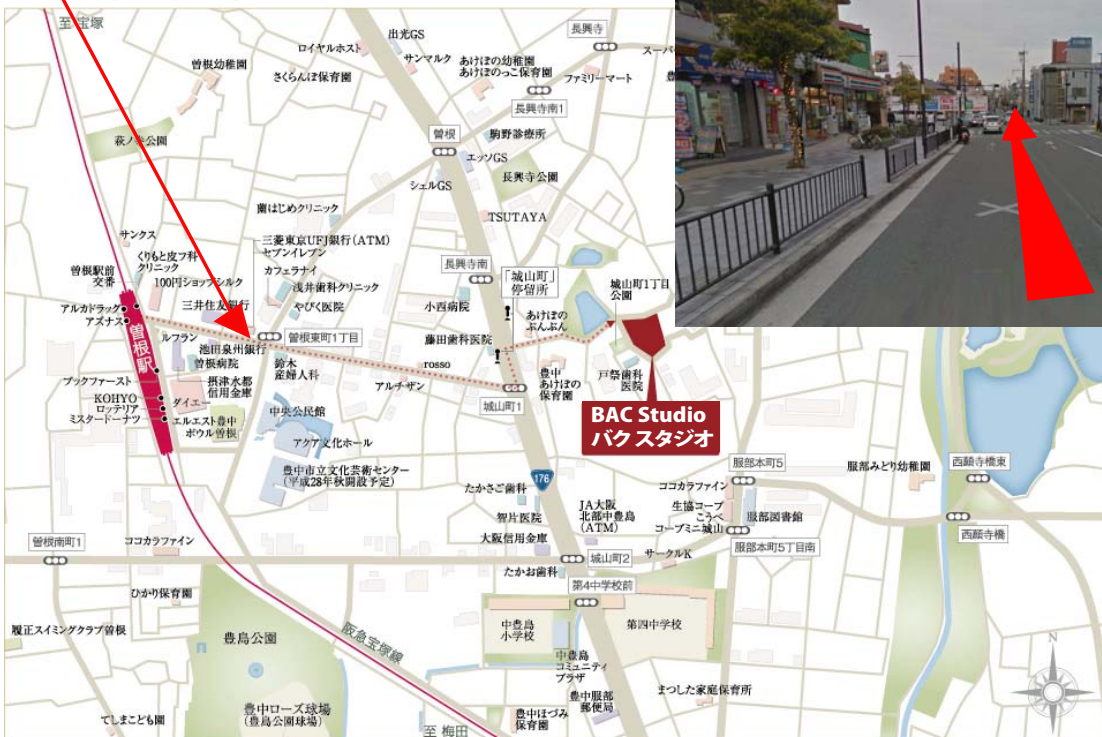 至 宝塚
出光GS
ロイヤルホスト
サンマルク
曽根幼稚園
さくらんぼ保育園
あけぼの幼稚園
あけぼのっこ保育園
長興寺
スーパー
ファミリーマート
長興寺南1
萩ノ寺公園
曽根
駒野診療所
エッソGS
シェルGS
長興寺公園
蘭はじめクリニック
TSUTAYA
サンクス
くりもと皮フ科
クリニック
三菱東京UFJ銀行(ATM)
セブンイレブン
曽根駅前
交番
100円ショップシルク
カフェラナイ
浅井歯科クリニック
長興寺南
「城山町」
停留所
城山町1丁目
公園
アルカドラッグ
アズナス
三井住友銀行
やびく医院
小西病院
あけぼの
ぶんぶん
曽根駅
ルフラン
曽根東町1丁目
池田泉州銀行
曽根病院
鈴木
産婦人科
藤田歯科医院
rosso
ブックファースト
摂津水都
信用金庫
アルチザン
豊中
あけぼの
保育園
戸祭歯科
医院
KOHYO
ロッテリア
ミスタードーナツ
ダイエー
城山町1
エルエスト豊中
ボウル曽根
中央公民館
BAC Studio
バク スタジオ
アクア文化ホール
豊中市立文化芸術センター
(平成28年秋開設予定)
176
たかさご歯科
智片医院
大阪信用金庫
JA大阪
北部中豊島
(ATM)
服部本町5
ココカラファイン
生協コープ
こうべ
コープミニ城山
服部図書館
服部みどり幼稚園
西願寺橋東
西願寺橋
曽根南町1
ココカラファイン
城山町2
サークルK
服部本町5丁目南
たかお歯科
第4中学校前
ひかり保育園
履正スイミングクラブ曽根
豊島公園
阪急宝塚線
中豊島
小学校
第四中学校
中豊島
コミュニティ
プラザ
まつした家庭保育所
豊中服部
郵便局
てしまこども園
豊中ローズ球場
(豊島公園球場)
至 梅田
豊中ほづみ
保育園
N